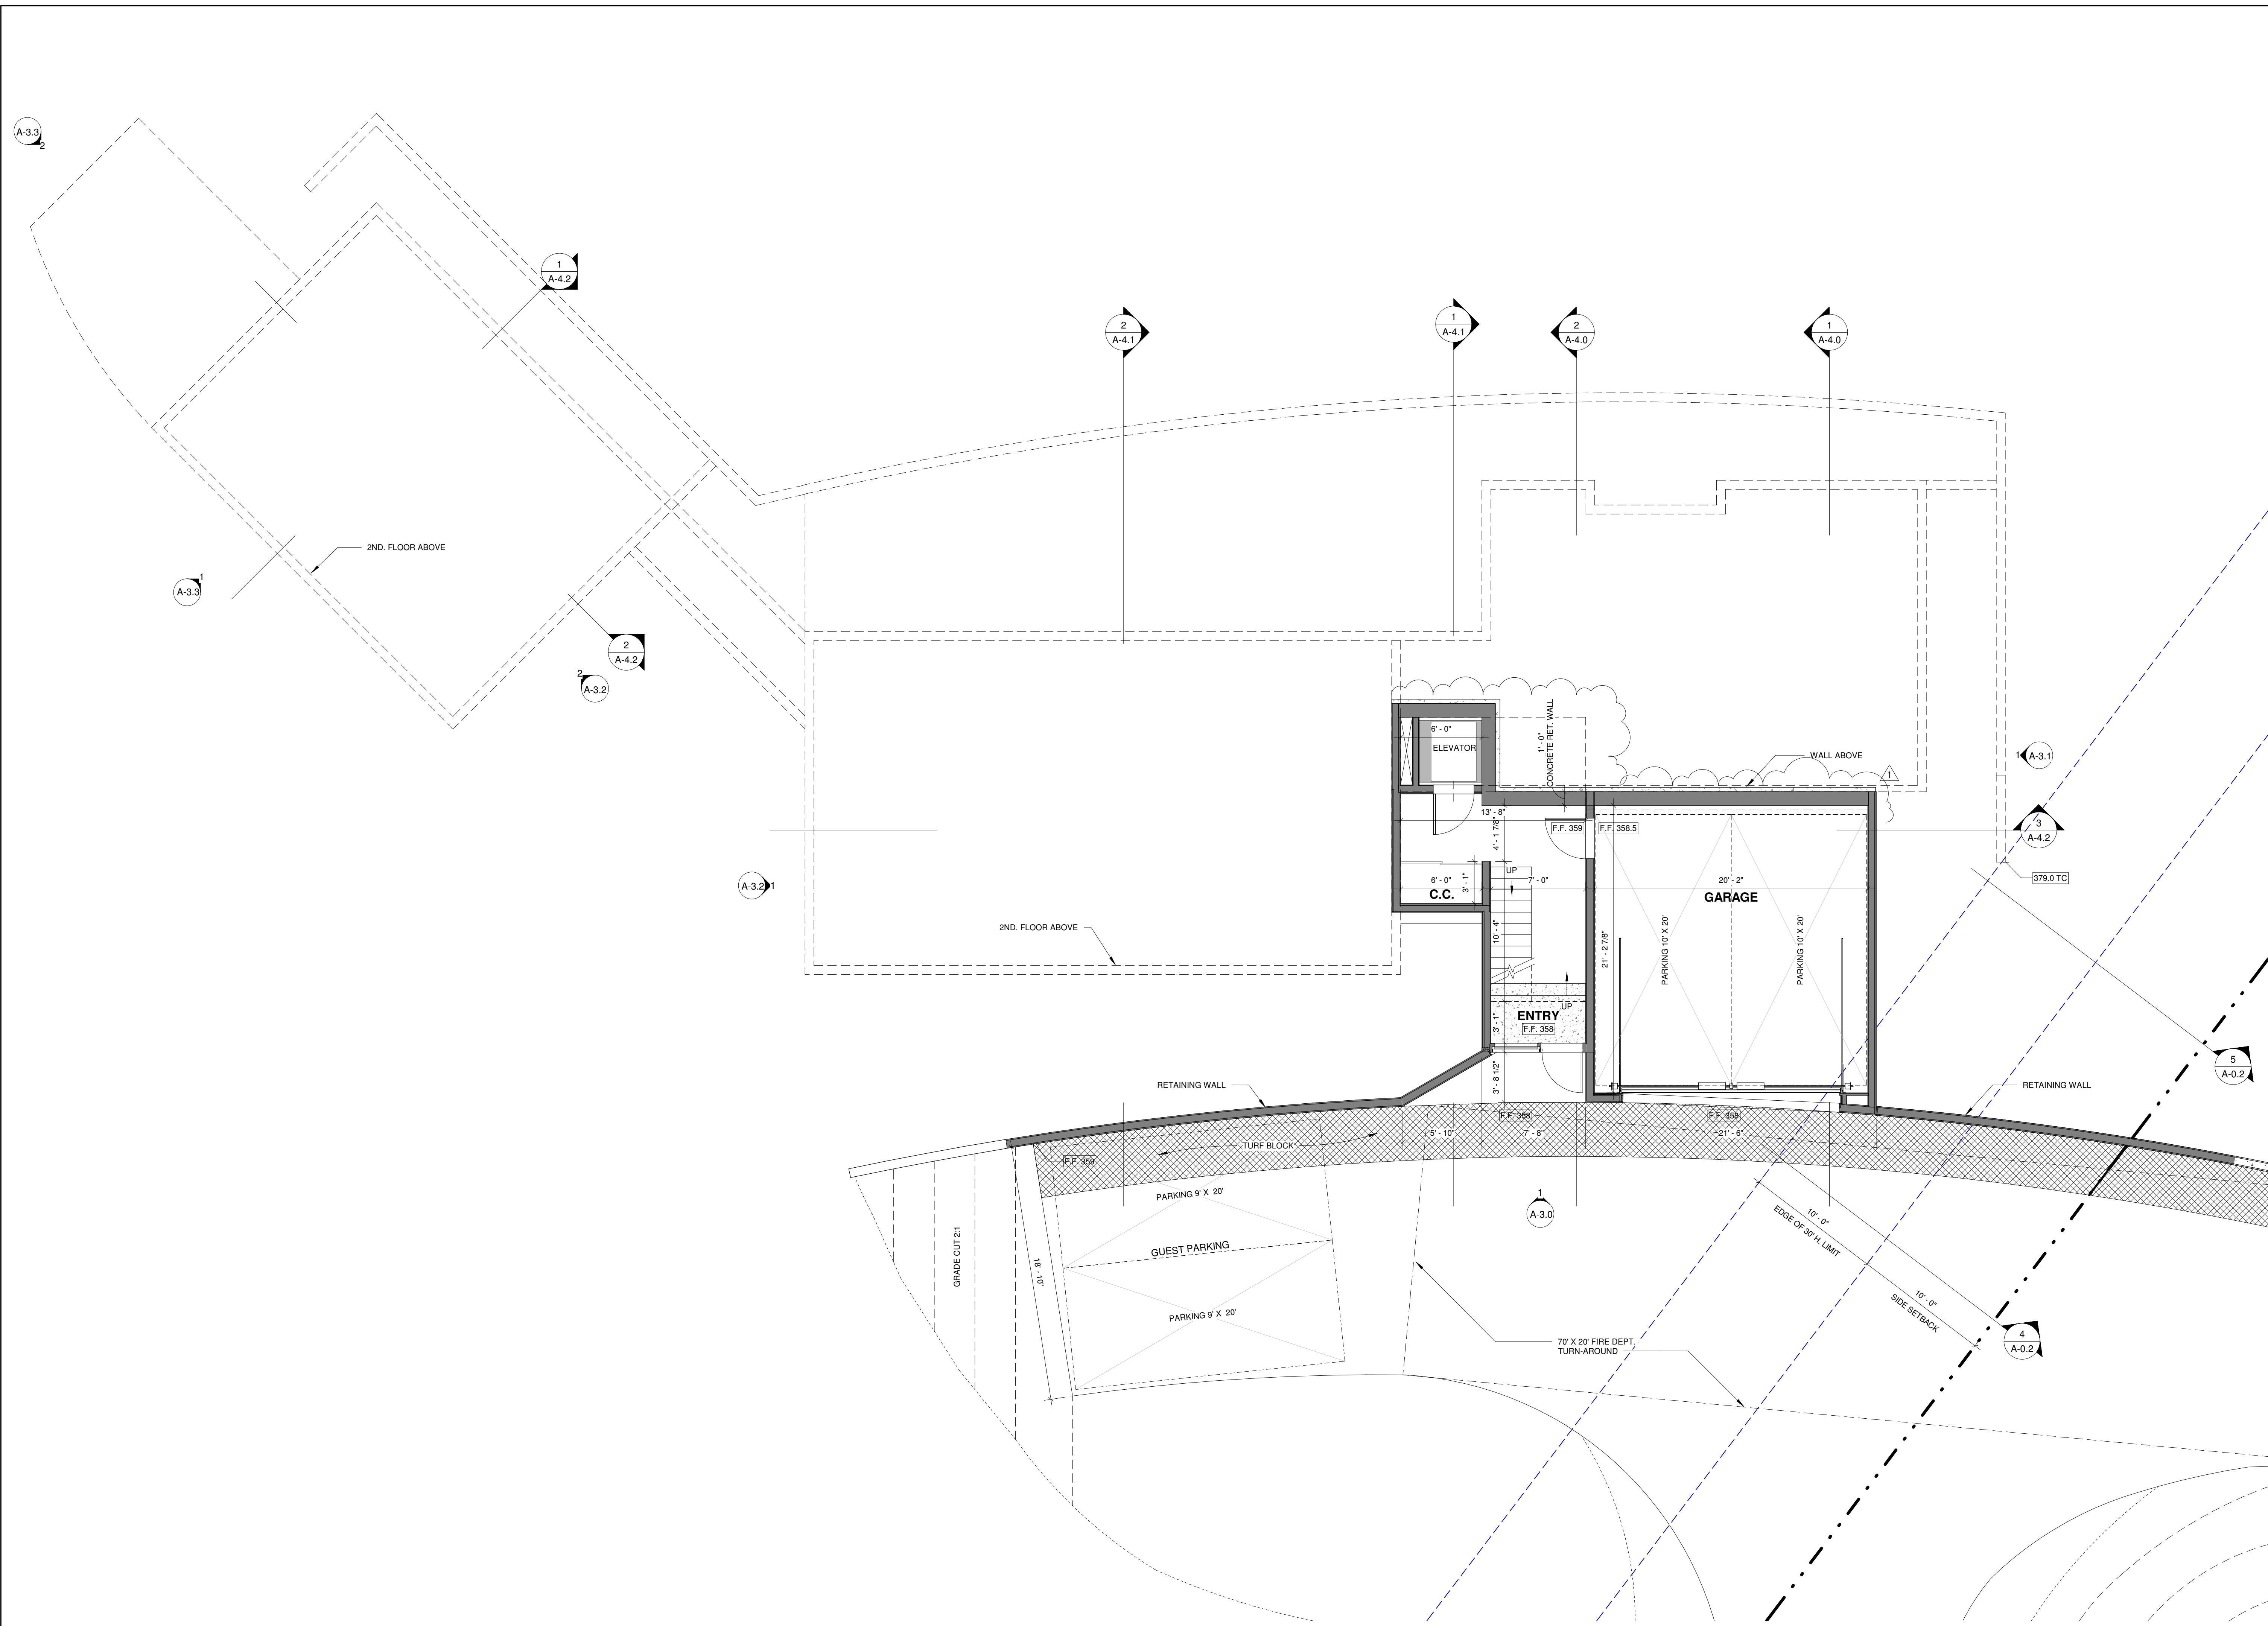 A-3.3
2
1
A-4.2
2
A-4.1
1
A-4.1
2
A-4.0
1
A-4.0
2ND. FLOOR ABOVE
1
A-3.3
2
A-4.2
2
A-3.2
6' - 0"
ELEVATOR
1' - 0"
CONCRETE RET. WALL
WALL ABOVE
1
1
A-3.1
13' - 8"
4' - 1 7/8"
F.F. 359
F.F. 358.5
3
A-4.2
379.0 TC
A-3.2
1
UP
6' - 0"
3' - 1"
7' - 0"
20' - 2"
C.C.
GARAGE
2ND. FLOOR ABOVE
10' - 4"
21' - 2 7/8"
PARKING 10' X 20'
PARKING 10' X 20'
UP
ENTRY
F.F. 358
3' - 1"
3' - 8 1/2"
5
A-0.2
RETAINING WALL
RETAINING WALL
F.F. 358
F.F. 358
5' - 10"
7' - 8"
21' - 6"
TURF BLOCK
F.F. 359
PARKING 9' X 20'
1
A-3.0
10' - 0"
EDGE OF 30' H. LIMIT
GUEST PARKING
GRADE CUT 2:1
18' - 10"
10' - 0"
SIDE SETBACK
PARKING 9' X 20'
70' X 20' FIRE DEPT.
TURN-AROUND
4
A-0.2